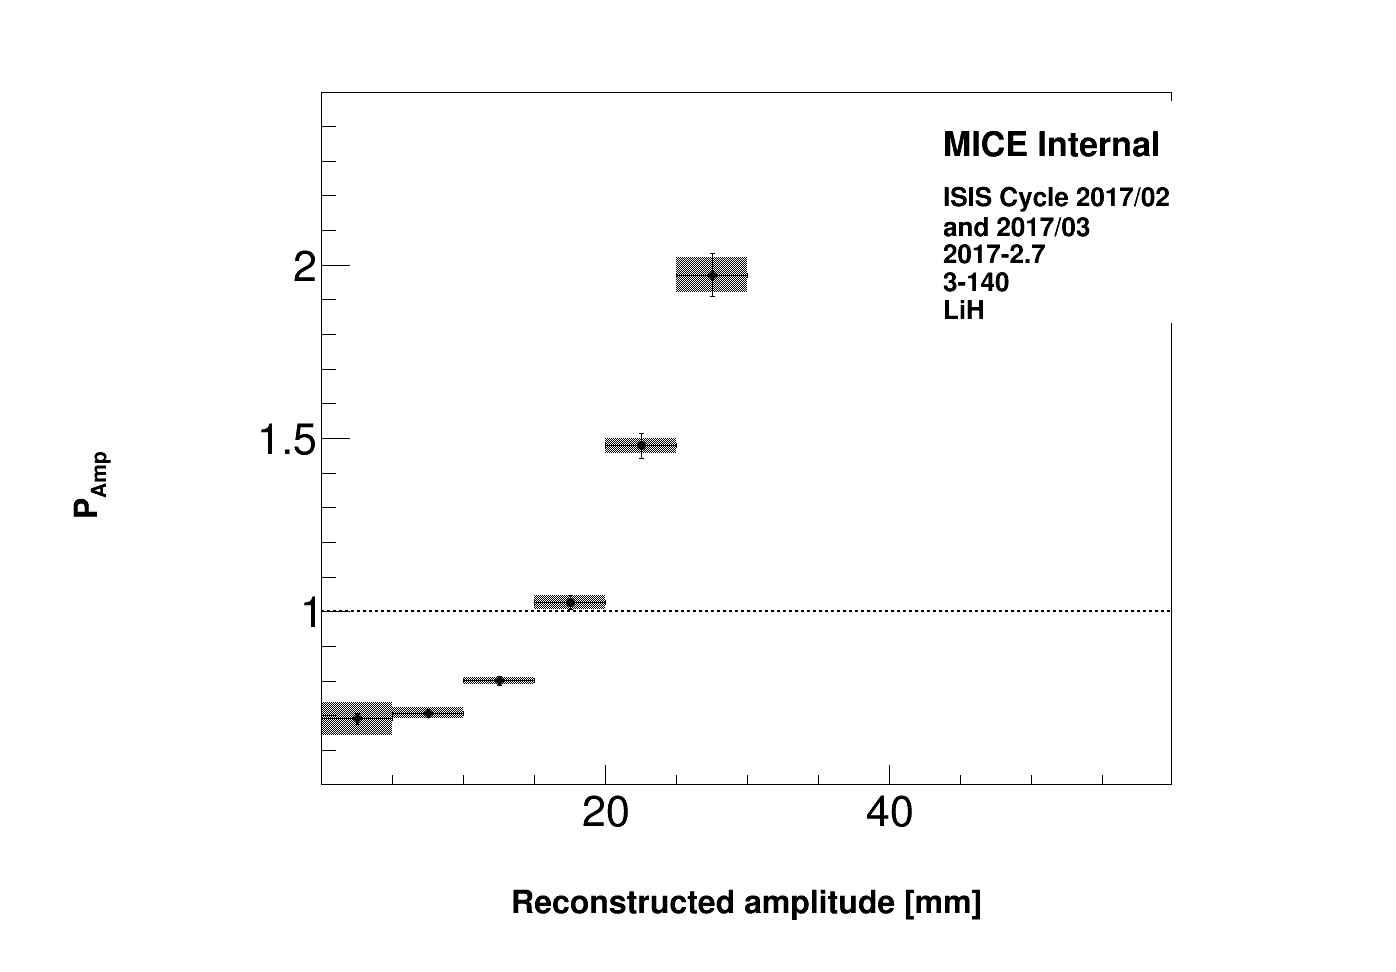 MICE Internal
ISIS Cycle 2017/02
and 2017/03
2017-2.7
3-140
LiH
2
1.5
1
P_Amp
20
40
Reconstructed amplitude [mm]